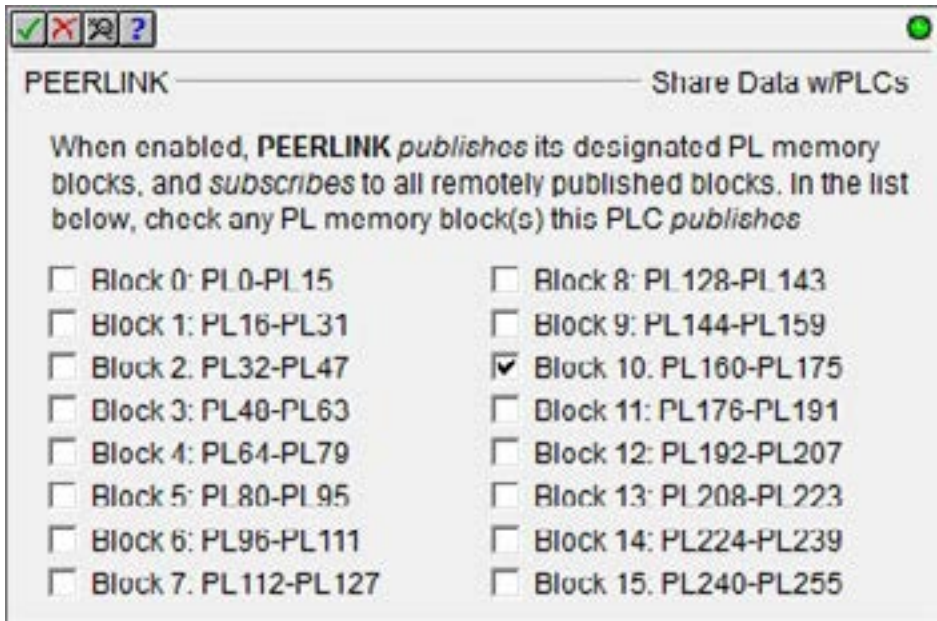 ?
PEERLINK Share Data w/PLCs
When enabled, PEERLINK publishes its designated PL memory
blocks, and subscribes to all remotely published blocks. In the list
below, check any PL memory block(s) this PLC publishes
Block 0: PL0-PL15
Block 1: PL16-PL31
Block 2: PL32-PL47
Block 3: PL48-PL63
Block 4: PL64-PL79
Block 5: PL80-PL95
Block 6: PL96-PL111
Block 7: PL112-PL127
Block 8: PL128-PL143
Block 9: PL144-PL159
Block 10: PL160-PL175
Block 11: PL176-PL191
Block 12: PL192-PL207
Block 13: PL208-PL223
Block 14: PL224-PL239
Block 15: PL240-PL255